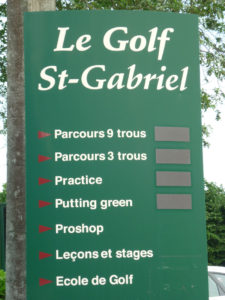 Le Golf
St-Gabriel
Parcours 9 trous
Parcours 3 trous
Practice
Putting green
Proshop
Leçons et stages
Ecole de Golf